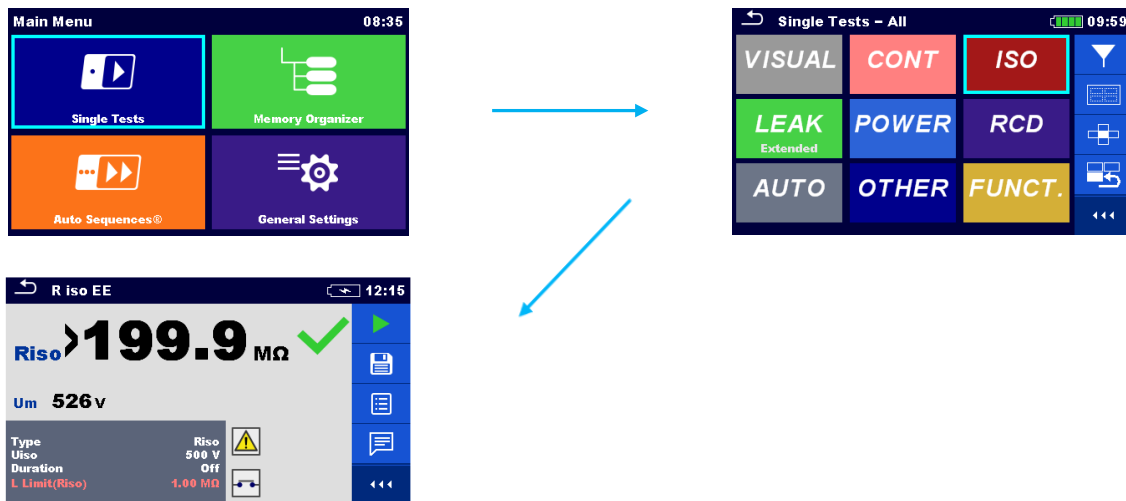 Main Menu 08:35
Single Tests
Memory Organizer
Auto Sequences®
General Settings
Single Tests – All 09:59
VISUAL CONT ISO
LEAK POWER RCD
Extended
AUTO OTHER FUNCT.
R iso EE 12:15
Riso >199.9 MΩ
Um 526 V
Type Riso
Uiso 500 V
Duration Off
L Limit(Riso) 1.00 MΩ